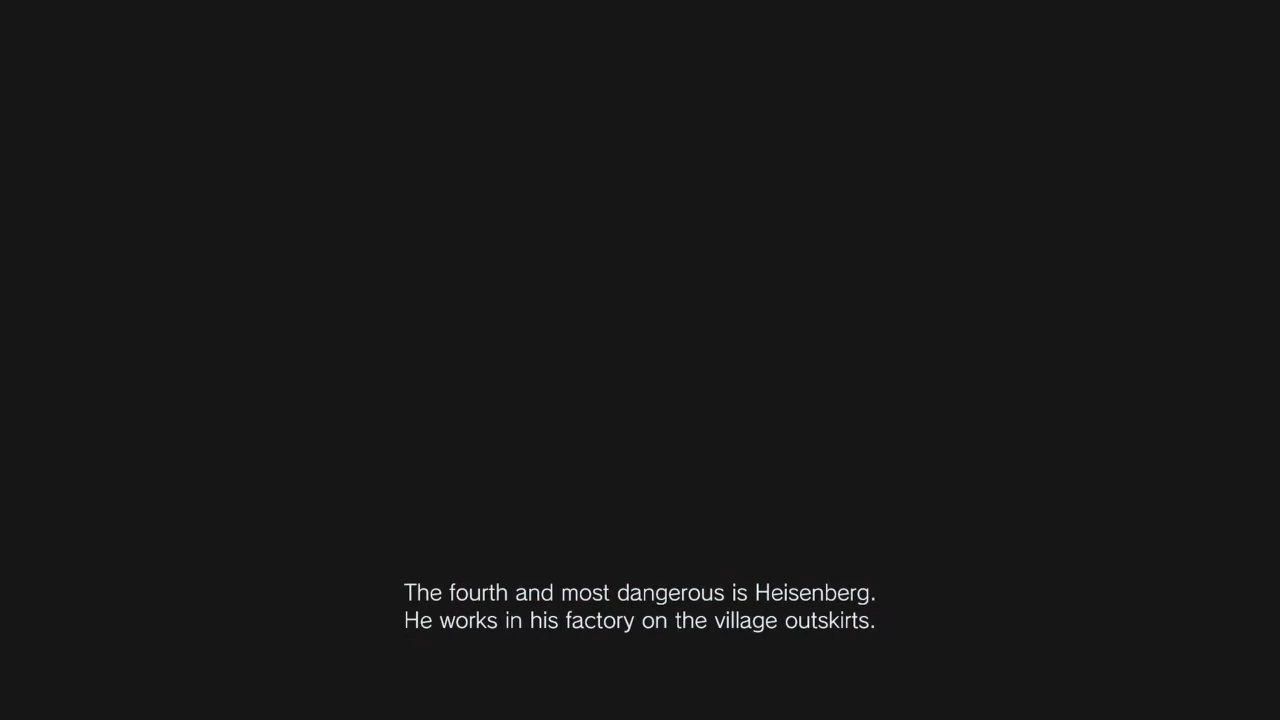 The fourth and most dangerous is Heisenberg.
He works in his factory on the village outskirts.